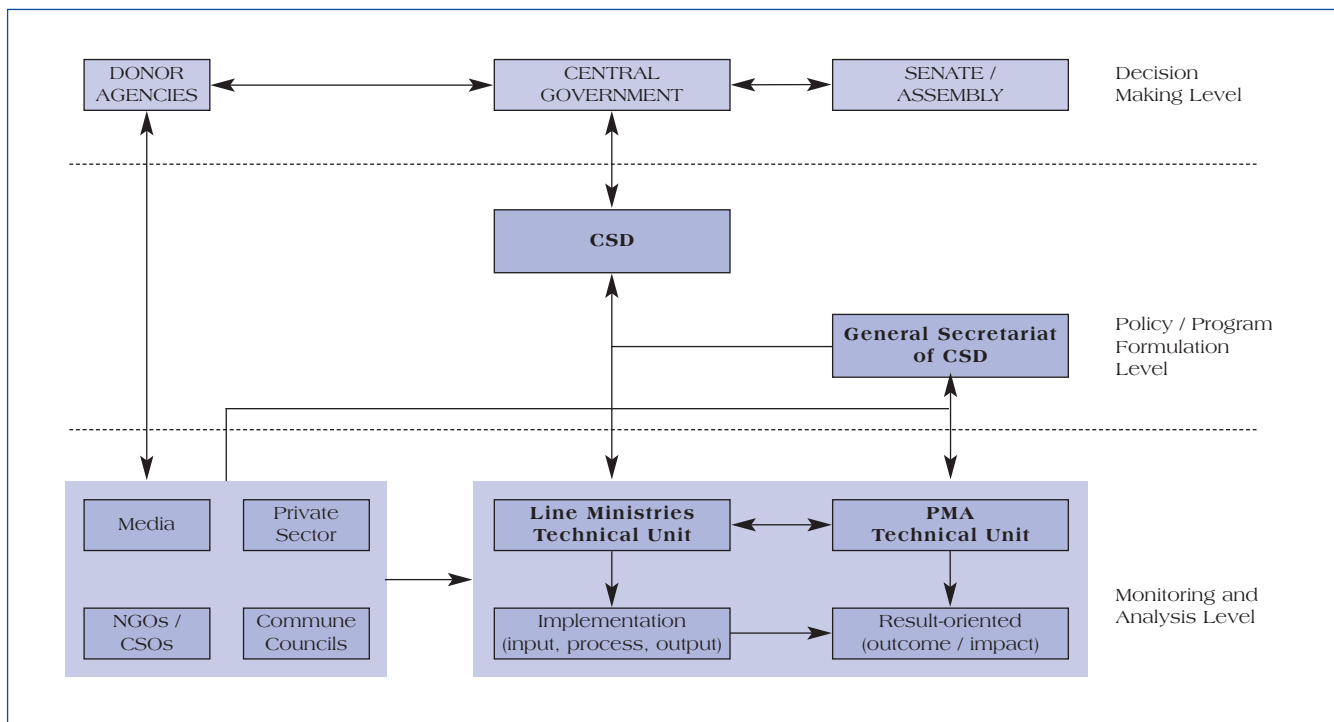 DONOR
AGENCIES
CENTRAL
GOVERNMENT
SENATE /
ASSEMBLY
Decision
Making Level
CSD
General Secretariat
of CSD
Policy / Program
Formulation
Level
Media
Private
Sector
Line Ministries
Technical Unit
PMA
Technical Unit
NGOs /
CSOs
Commune
Councils
Implementation
(input, process, output)
Result-oriented
(outcome / impact)
Monitoring and
Analysis Level